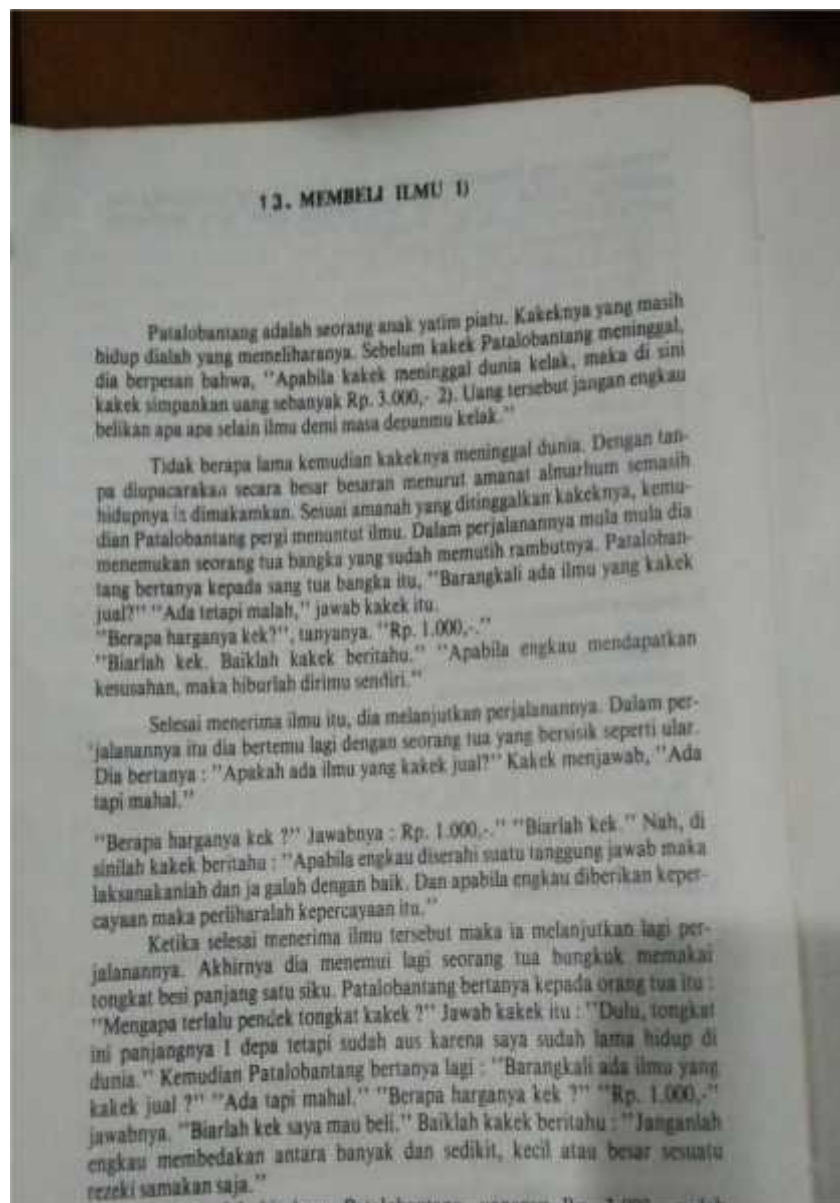 13. MEMBELI ILMU 1)
Patalobantang adalah seorang anak yatim piatu. Kakeknya yang masih
hidup dialah yang memeliharanya. Sebelum kakek Patalobantang meninggal,
dia berpesan bahwa, "Apabila kakek meninggal dunia kelak, maka di sini
kakek simpankan uang sebanyak Rp. 3.000,- 2). Uang tersebut jangan engkau
belikan apa apa selain ilmu demi masa depanmu kelak."
Tidak berapa lama kemudian kakeknya meninggal dunia. Dengan tan-
pa diupacarakan secara besar besaran menurut amanat almarhum semasih
hidupnya ia dimakamkan. Sesuai amanah yang ditinggalkan kakeknya, kemu-
dian Patalobantang pergi menuntut ilmu. Dalam perjalanannya mula mula dia
menemukan seorang tua bangka yang sudah memutih rambutnya. Pataloban-
tang bertanya kepada sang tua bangka itu, "Barangkali ada ilmu yang kakek
jual?" "Ada tetapi malah," jawab kakek itu.
"Berapa harganya kek?", tanyanya. "Rp. 1.000,-."
"Biarlah kek. Baiklah kakek beritahu." "Apabila engkau mendapatkan
kesusahan, maka hiburlah dirimu sendiri."
Selesai menerima ilmu itu, dia melanjutkan perjalanannya. Dalam per-
jalanannya itu dia bertemu lagi dengan seorang tua yang bersisik seperti ular.
Dia bertanya : "Apakah ada ilmu yang kakek jual?" Kakek menjawab, "Ada
tapi mahal."
"Berapa harganya kek ?" Jawabnya : Rp. 1.000,-." "Biarlah kek." Nah, di
sinilah kakek beritahu : "Apabila engkau diserahi suatu tanggung jawab maka
laksanakanlah dan ja galah dengan baik. Dan apabila engkau diberikan keper-
cayaan maka perliharalah kepercayaan itu."
Ketika selesai menerima ilmu tersebut maka ia melanjutkan lagi per-
jalanannya. Akhirnya dia menemui lagi seorang tua bungkuk memakai
tongkat besi panjang satu siku. Patalobantang bertanya kepada orang tua itu :
"Mengapa terlalu pendek tongkat kakek ?" Jawab kakek itu : "Dulu, tongkat
ini panjangnya 1 depa tetapi sudah aus karena saya sudah lama hidup di
dunia." Kemudian Patalobantang bertanya lagi : "Barangkali ada ilmu yang
kakek jual ?" "Ada tapi mahal." "Berapa harganya kek ?" "Rp. 1.000,-"
jawabnya. "Biarlah kek saya mau beli." Baiklah kakek beritahu : "Janganlah
engkau membedakan antara banyak dan sedikit, kecil atau besar sesuatu
rezeki samakan saja."